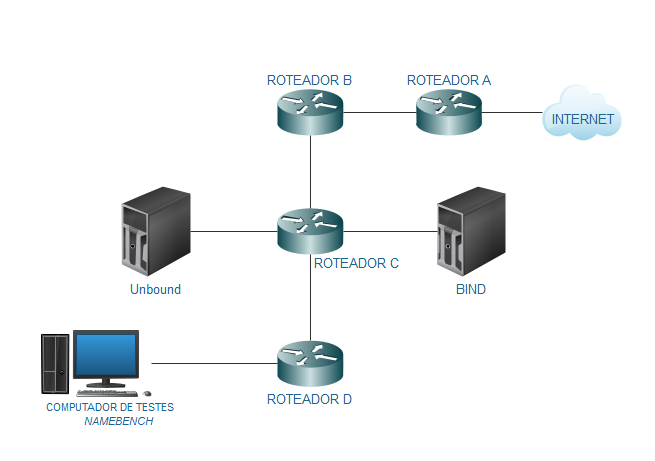 ROTEADOR B
ROTEADOR A
INTERNET
ROTEADOR C
Unbound
BIND
ROTEADOR D
COMPUTADOR DE TESTES
NAMEBENCH